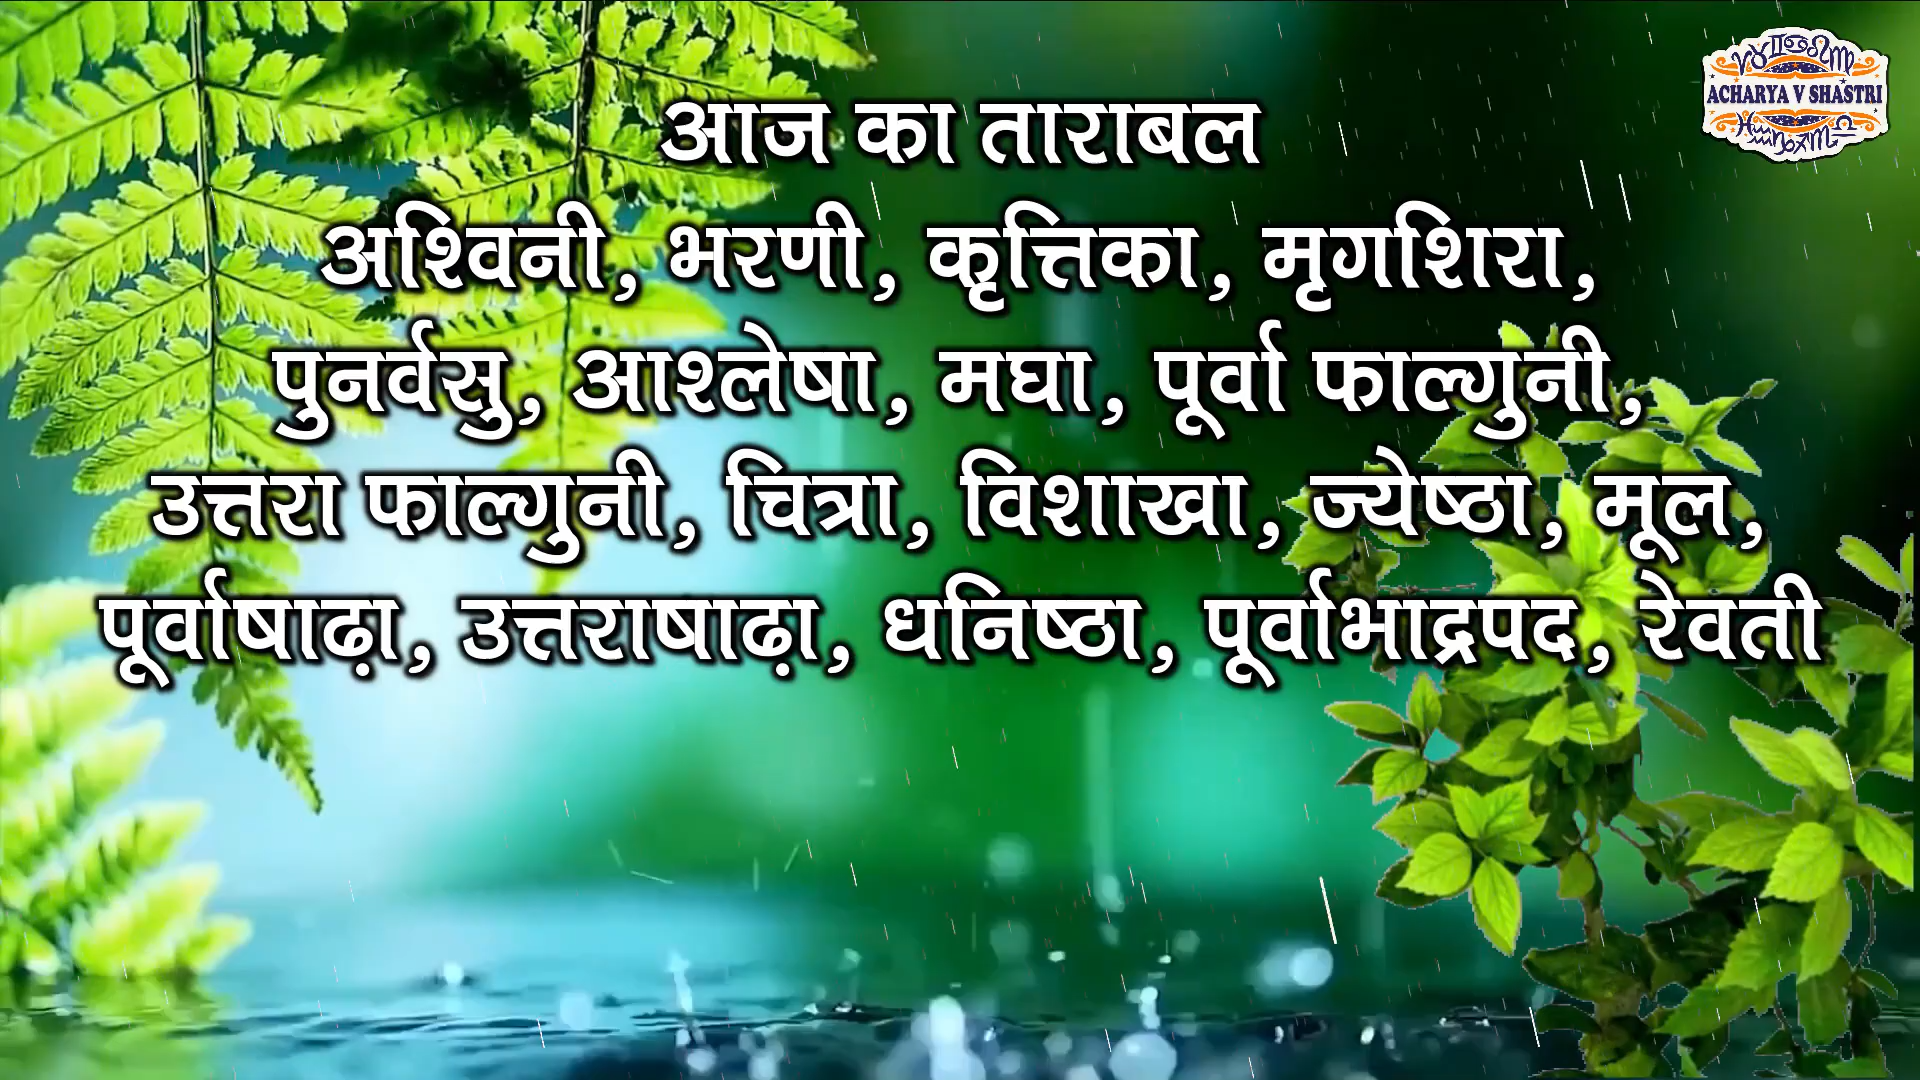 आज का ताराबल
अश्विनी, भरणी, कृत्तिका, मृगशिरा,
पुनर्वसु, आश्लेषा, मघा, पूर्वा फाल्गुनी,
उत्तरा फाल्गुनी, चित्रा, विशाखा, ज्येष्ठा, मूल,
पूर्वाषाढ़ा, उत्तराषाढ़ा, धनिष्ठा, पूर्वाभाद्रपद, रेवती
ACHARYA V SHASTRI